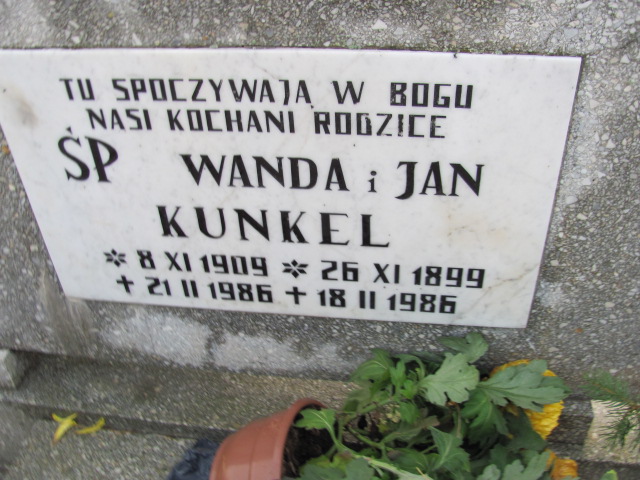 TU SPOCZYWAJĄ W BOGU
NASI KOCHANI RODZICE
ŚP WANDA i JAN
KUNKEL
* 8 XI 1909 * 26 XI 1899
+ 21 II 1986 + 18 II 1986